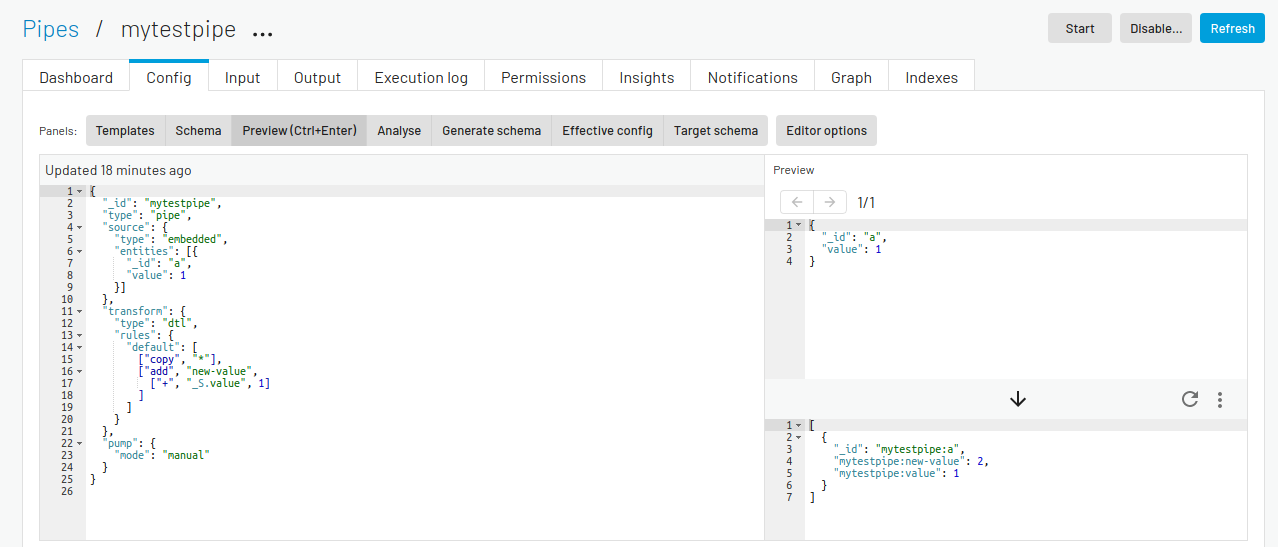 Pipes / mytestpipe ...
Start Disable... Refresh
Dashboard Config Input Output Execution log Permissions Insights Notifications Graph Indexes
Panels: Templates Schema Preview (Ctrl+Enter) Analyse Generate schema Effective config Target schema Editor options
Updated 18 minutes ago
1 {
2 "_id": "mytestpipe",
3 "type": "pipe",
4 "source": {
5 "type": "embedded",
6 "entities": [{
7 "_id": "a",
8 "value": 1
9 }]
10 },
11 "transform": {
12 "type": "dtl",
13 "rules": {
14 "default": [
15 ["copy", "*"],
16 ["add", "new-value",
17 ["+", "_S.value", 1]
18 ]
19 ]
20 }
21 },
22 "pump": {
23 "mode": "manual"
24 }
25 }
26
Preview
1/1
1 {
2 "_id": "a",
3 "value": 1
4 }
1 [
2 {
3 "_id": "mytestpipe:a",
4 "mytestpipe:new-value": 2,
5 "mytestpipe:value": 1
6 }
7 ]